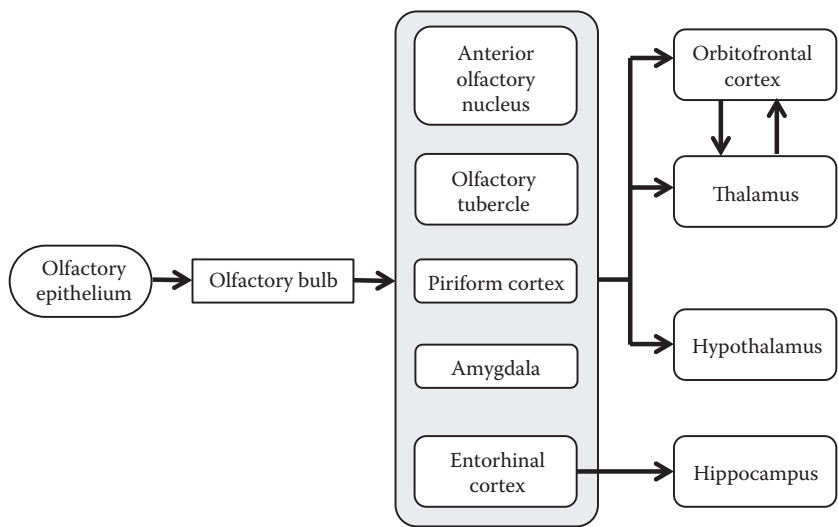 Olfactory
epithelium
Olfactory bulb
Anterior
olfactory
nucleus
Olfactory
tubercle
Piriform cortex
Amygdala
Entorhinal
cortex
Orbitofrontal
cortex
Thalamus
Hypothalamus
Hippocampus